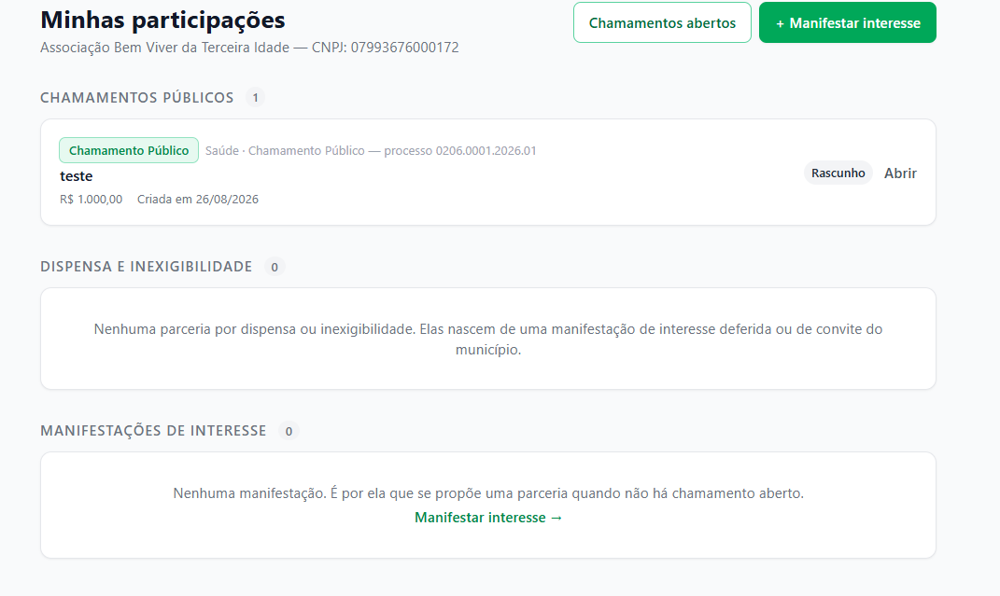 Minhas participações
Chamamentos abertos
+ Manifestar interesse
Associação Bem Viver da Terceira Idade — CNPJ: 07993676000172
CHAMAMENTOS PÚBLICOS 1
Chamamento Público Saúde · Chamamento Público — processo 0206.0001.2026.01
teste
Rascunho Abrir
R$ 1.000,00 Criada em 26/08/2026
DISPENSA E INEXIGIBILIDADE 0
Nenhuma parceria por dispensa ou inexigibilidade. Elas nascem de uma manifestação de interesse deferida ou de convite do
município.
MANIFESTAÇÕES DE INTERESSE 0
Nenhuma manifestação. É por ela que se propõe uma parceria quando não há chamamento aberto.
Manifestar interesse →